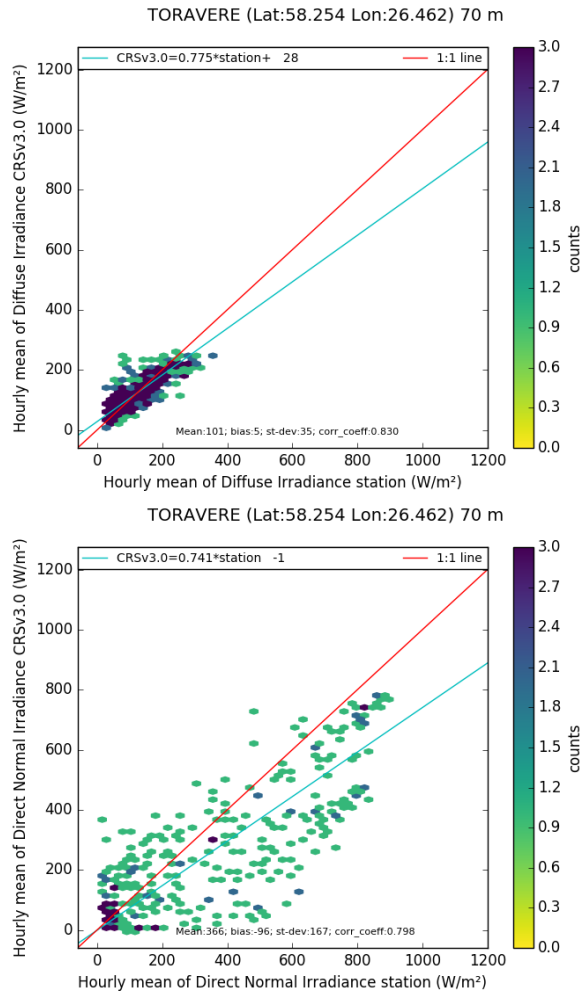 TORAVERE (Lat:58.254 Lon:26.462) 70 m
CRSv3.0=0.775*station+ 28
1:1 line
1200
1000
800
600
400
200
0
Hourly mean of Diffuse Irradiance CRSv3.0 (W/m²)
Mean:101; bias:5; st-dev:35; corr_coeff:0.830
0 200 400 600 800 1000 1200
Hourly mean of Diffuse Irradiance station (W/m²)
3.0
2.7
2.4
2.1
1.8
1.5
1.2
0.9
0.6
0.3
0.0
counts
TORAVERE (Lat:58.254 Lon:26.462) 70 m
CRSv3.0=0.741*station -1
1:1 line
1200
1000
800
600
400
200
0
Hourly mean of Direct Normal Irradiance CRSv3.0 (W/m²)
Mean:366; bias:-96; st-dev:167; corr_coeff:0.798
0 200 400 600 800 1000 1200
Hourly mean of Direct Normal Irradiance station (W/m²)
3.0
2.7
2.4
2.1
1.8
1.5
1.2
0.9
0.6
0.3
0.0
counts